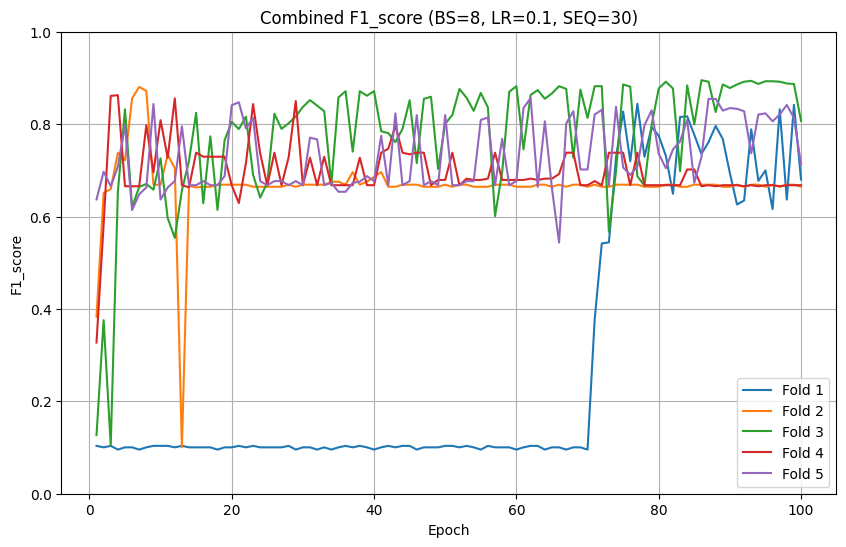 Combined F1_score (BS=8, LR=0.1, SEQ=30)
1.0
0.8
0.6
0.4
0.2
0.0
F1_score
0 20 40 60 80 100
Epoch
Fold 1
Fold 2
Fold 3
Fold 4
Fold 5